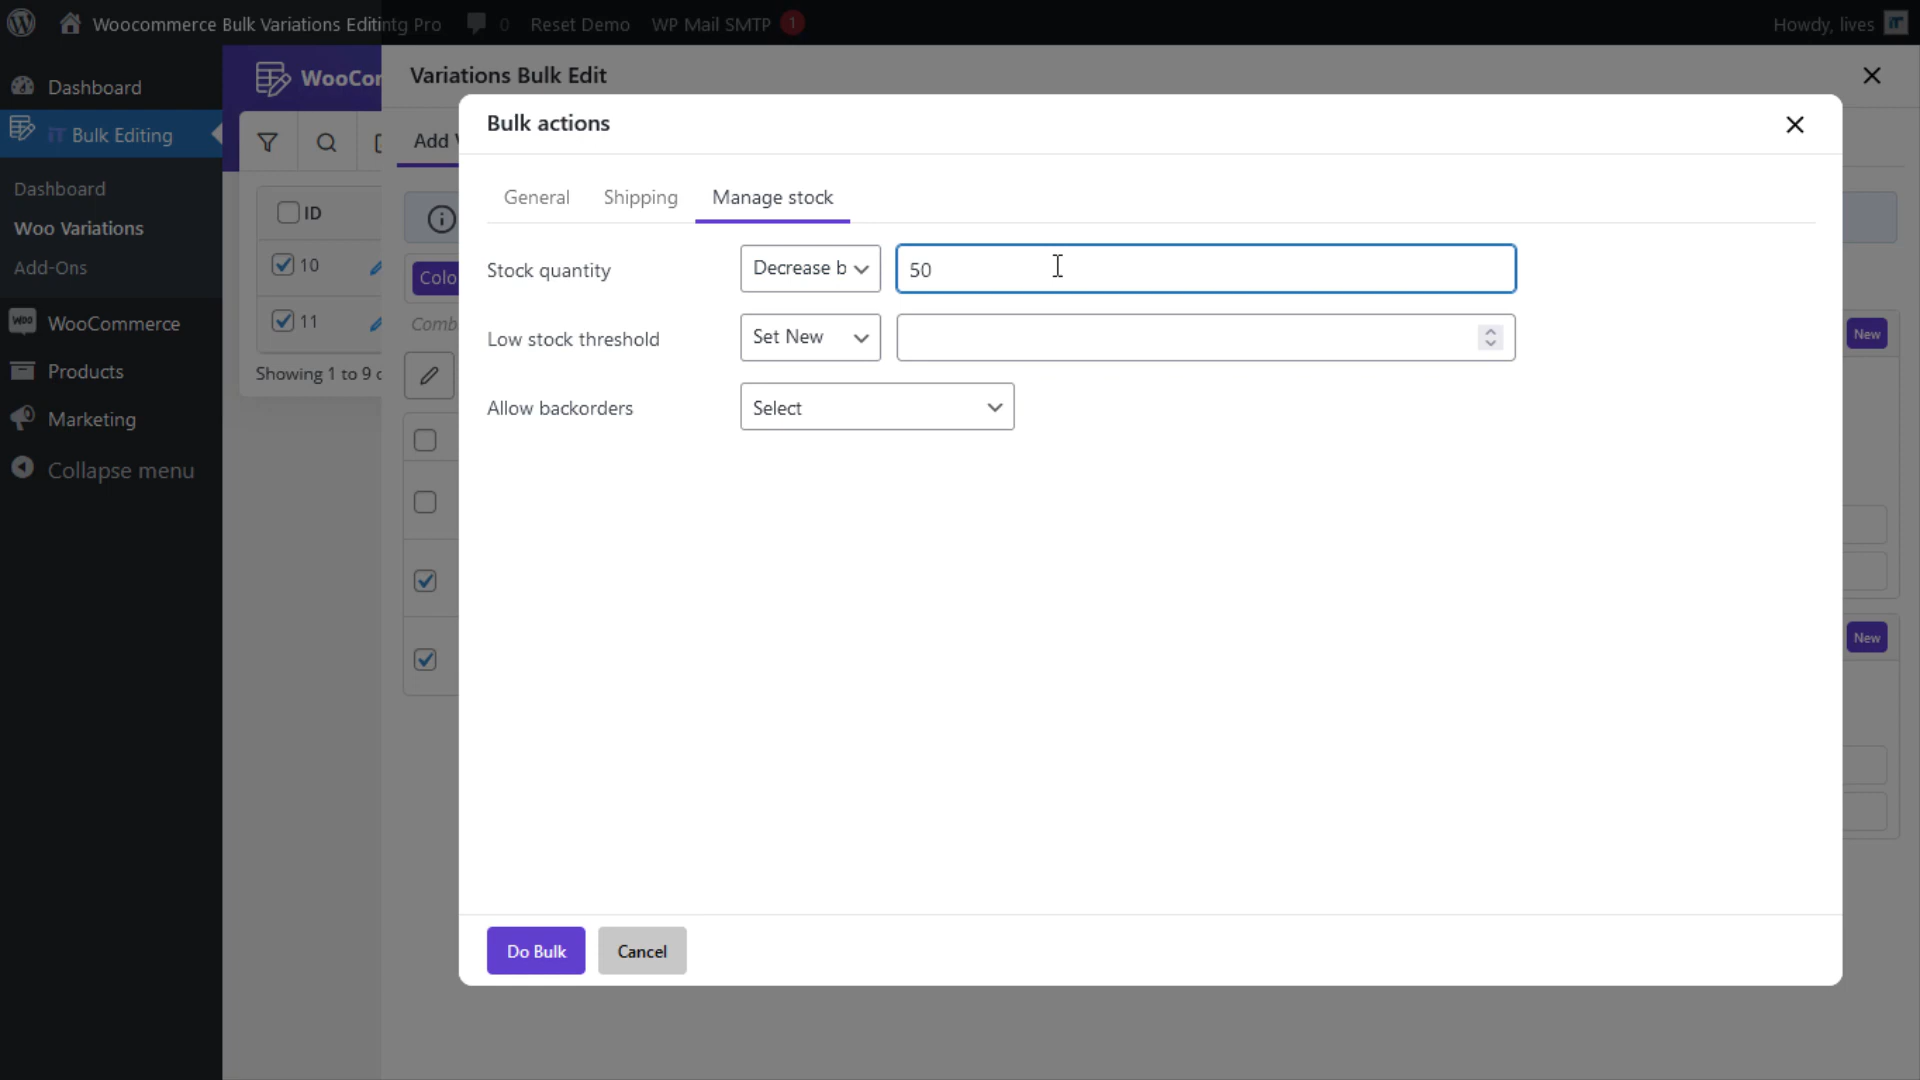 Woocommerce Bulk Variations Editintg Pro
0
Reset Demo
WP Mail SMTP
1
Howdy, lives
Dashboard
iT Bulk Editing
Dashboard
Woo Variations
Add-Ons
WOO WooCommerce
Products
Marketing
Collapse menu
WooCor
ID
10
11
Showing 1 to 9
Variations Bulk Edit
Add
Colo
Comb
New
New
Bulk actions
General
Shipping
Manage stock
Stock quantity
Decrease b
50
Low stock threshold
Set New
Allow backorders
Select
Do Bulk
Cancel